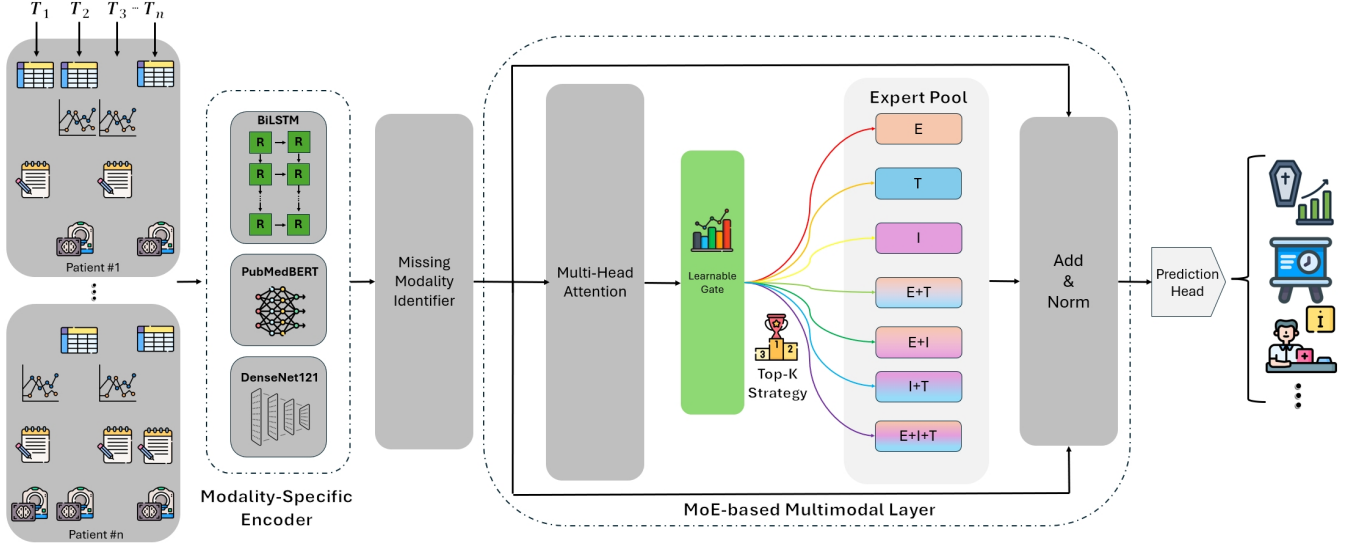 T1 T2 T3 ... Tn
Patient #1
Patient #n
BiLSTM
R R
R R
R R
PubMedBERT
DenseNet121
Modality-Specific
Encoder
Missing
Modality
Identifier
Multi-Head
Attention
Learnable
Gate
Top-K
Strategy
1
2
3
Expert Pool
E
T
I
E+T
E+I
I+T
E+I+T
MoE-based Multimodal Layer
Add
&
Norm
Prediction
Head
I